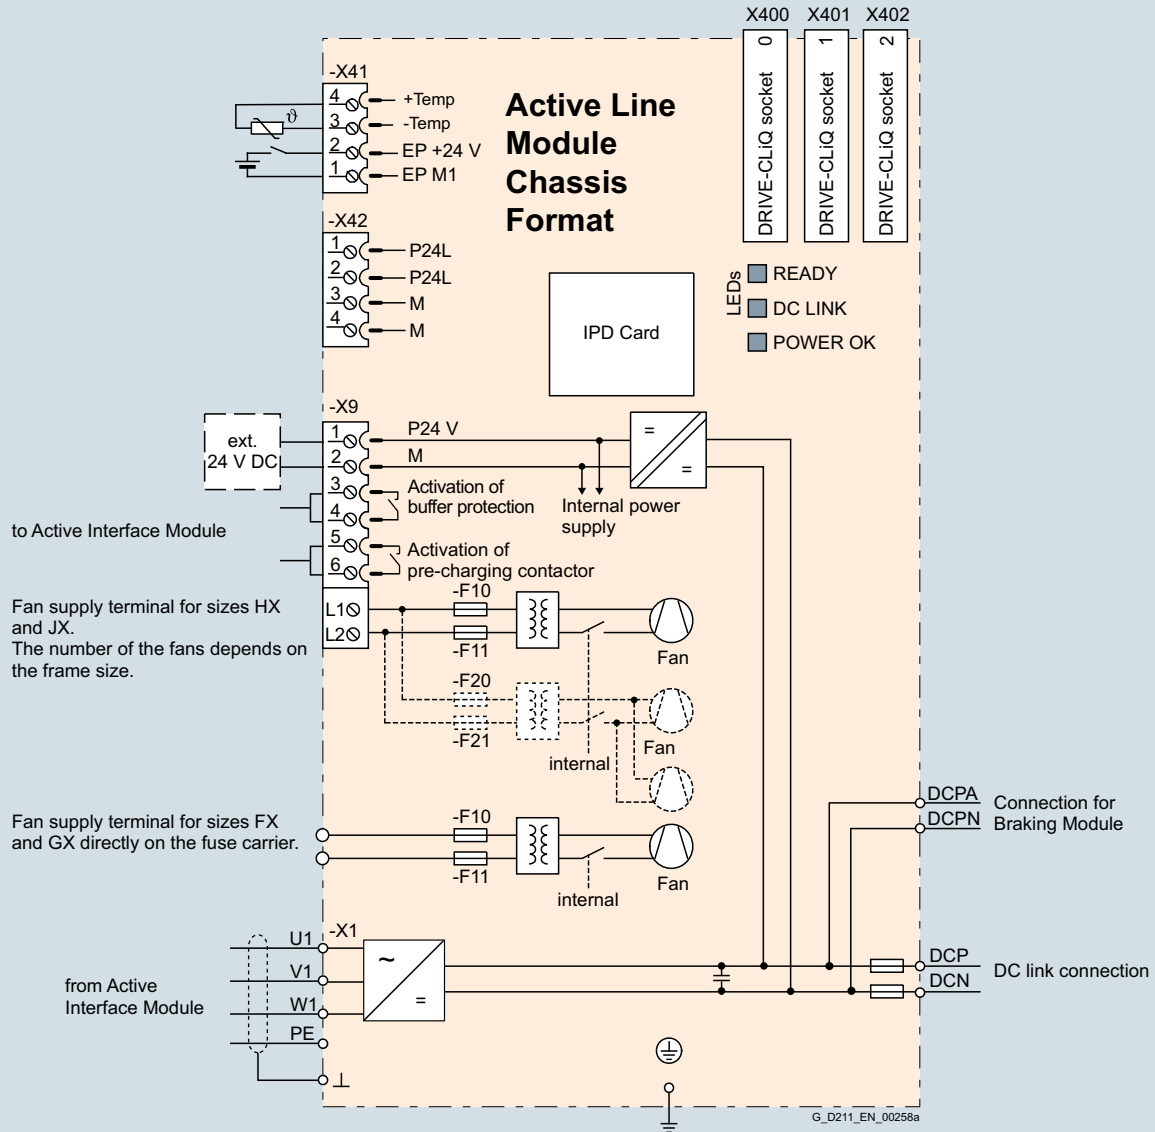 X400 X401 X402
0 1 2
DRIVE-CLiQ socket
DRIVE-CLiQ socket
DRIVE-CLiQ socket
Active Line
Module
Chassis
Format
-X41
4 +Temp
3 -Temp
2 EP +24 V
1 EP M1
ϑ
-X42
1 P24L
2 P24L
3 M
4 M
LEDs
READY
DC LINK
POWER OK
IPD Card
-X9
ext.
24 V DC
1 P24 V
2 M
3
4
Activation of
buffer protection
5
6
Activation of
pre-charging contactor
=
=
Internal power
supply
to Active Interface Module
Fan supply terminal for sizes HX
and JX.
The number of the fans depends on
the frame size.
L1
L2
-F10
-F11
Fan
-F20
-F21
Fan
internal
Fan supply terminal for sizes FX
and GX directly on the fuse carrier.
-F10
-F11
Fan
internal
DCPA
DCPN
Connection for
Braking Module
-X1
U1
V1
W1
PE
from Active
Interface Module
~
=
DCP
DCN
DC link connection
G_D211_EN_00258a